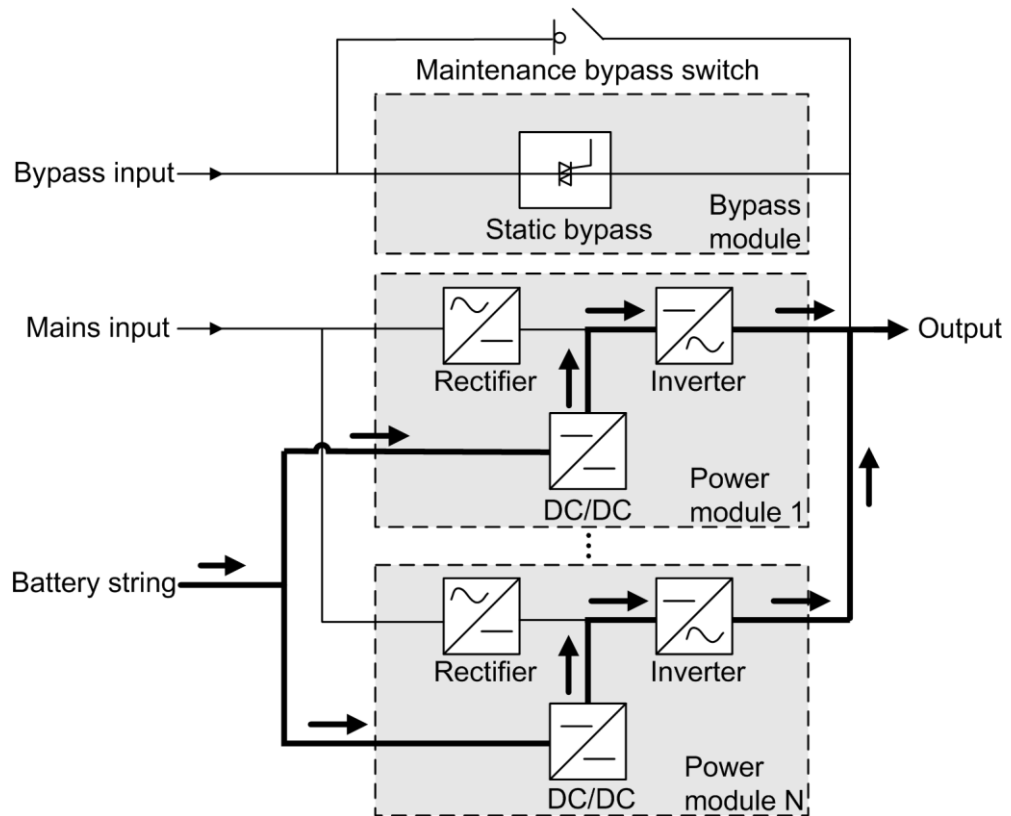 Maintenance bypass switch
Bypass input
Static bypass
Bypass
module
Mains input
Rectifier
Inverter
Output
DC/DC
Power
module 1
Battery string
Rectifier
Inverter
DC/DC
Power
module N